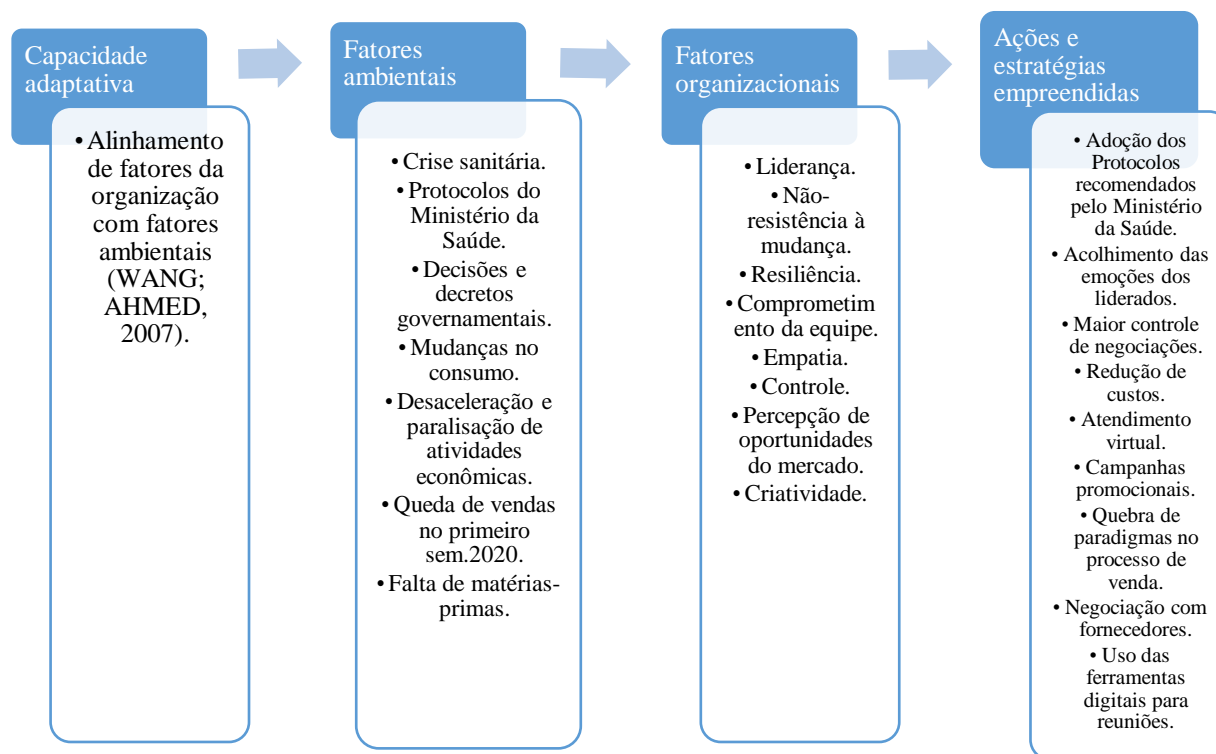 Capacidade
adaptativa
• Alinhamento
de fatores da
organização
com fatores
ambientais
(WANG;
AHMED,
2007).
Fatores
ambientais
• Crise sanitária.
• Protocolos do
Ministério da
Saúde.
• Decisões e
decretos
governamentais.
• Mudanças no
consumo.
• Desaceleração e
paralisação de
atividades
econômicas.
• Queda de vendas
no primeiro
sem.2020.
• Falta de matérias-
primas.
Fatores
organizacionais
• Liderança.
• Não-
resistência à
mudança.
• Resiliência.
• Comprometim
ento da equipe.
• Empatia.
• Controle.
• Percepção de
oportunidades
do mercado.
• Criatividade.
Ações e
estratégias
empreendidas
• Adoção dos
Protocolos
recomendados
pelo Ministério
da Saúde.
• Acolhimento das
emoções dos
liderados.
• Maior controle
de negociações.
• Redução de
custos.
• Atendimento
virtual.
• Campanhas
promocionais.
• Quebra de
paradigmas no
processo de
venda.
• Negociação com
fornecedores.
• Uso das
ferramentas
digitais para
reuniões.